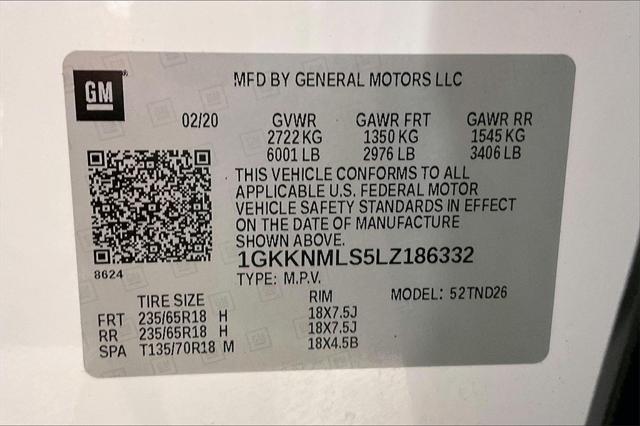 GM
MFD BY GENERAL MOTORS LLC
02/20 GVWR GAWR FRT GAWR RR
2722 KG 1350 KG 1545 KG
6001 LB 2976 LB 3406 LB
THIS VEHICLE CONFORMS TO ALL
APPLICABLE U.S. FEDERAL MOTOR
VEHICLE SAFETY STANDARDS IN EFFECT
ON THE DATE OF MANUFACTURE
SHOWN ABOVE.
1GKKNMLS5LZ186332
8624
TYPE: M.P.V.
TIRE SIZE RIM MODEL: 52TND26
FRT 235/65R18 H 18X7.5J
RR 235/65R18 H 18X7.5J
SPA T135/70R18 M 18X4.5B